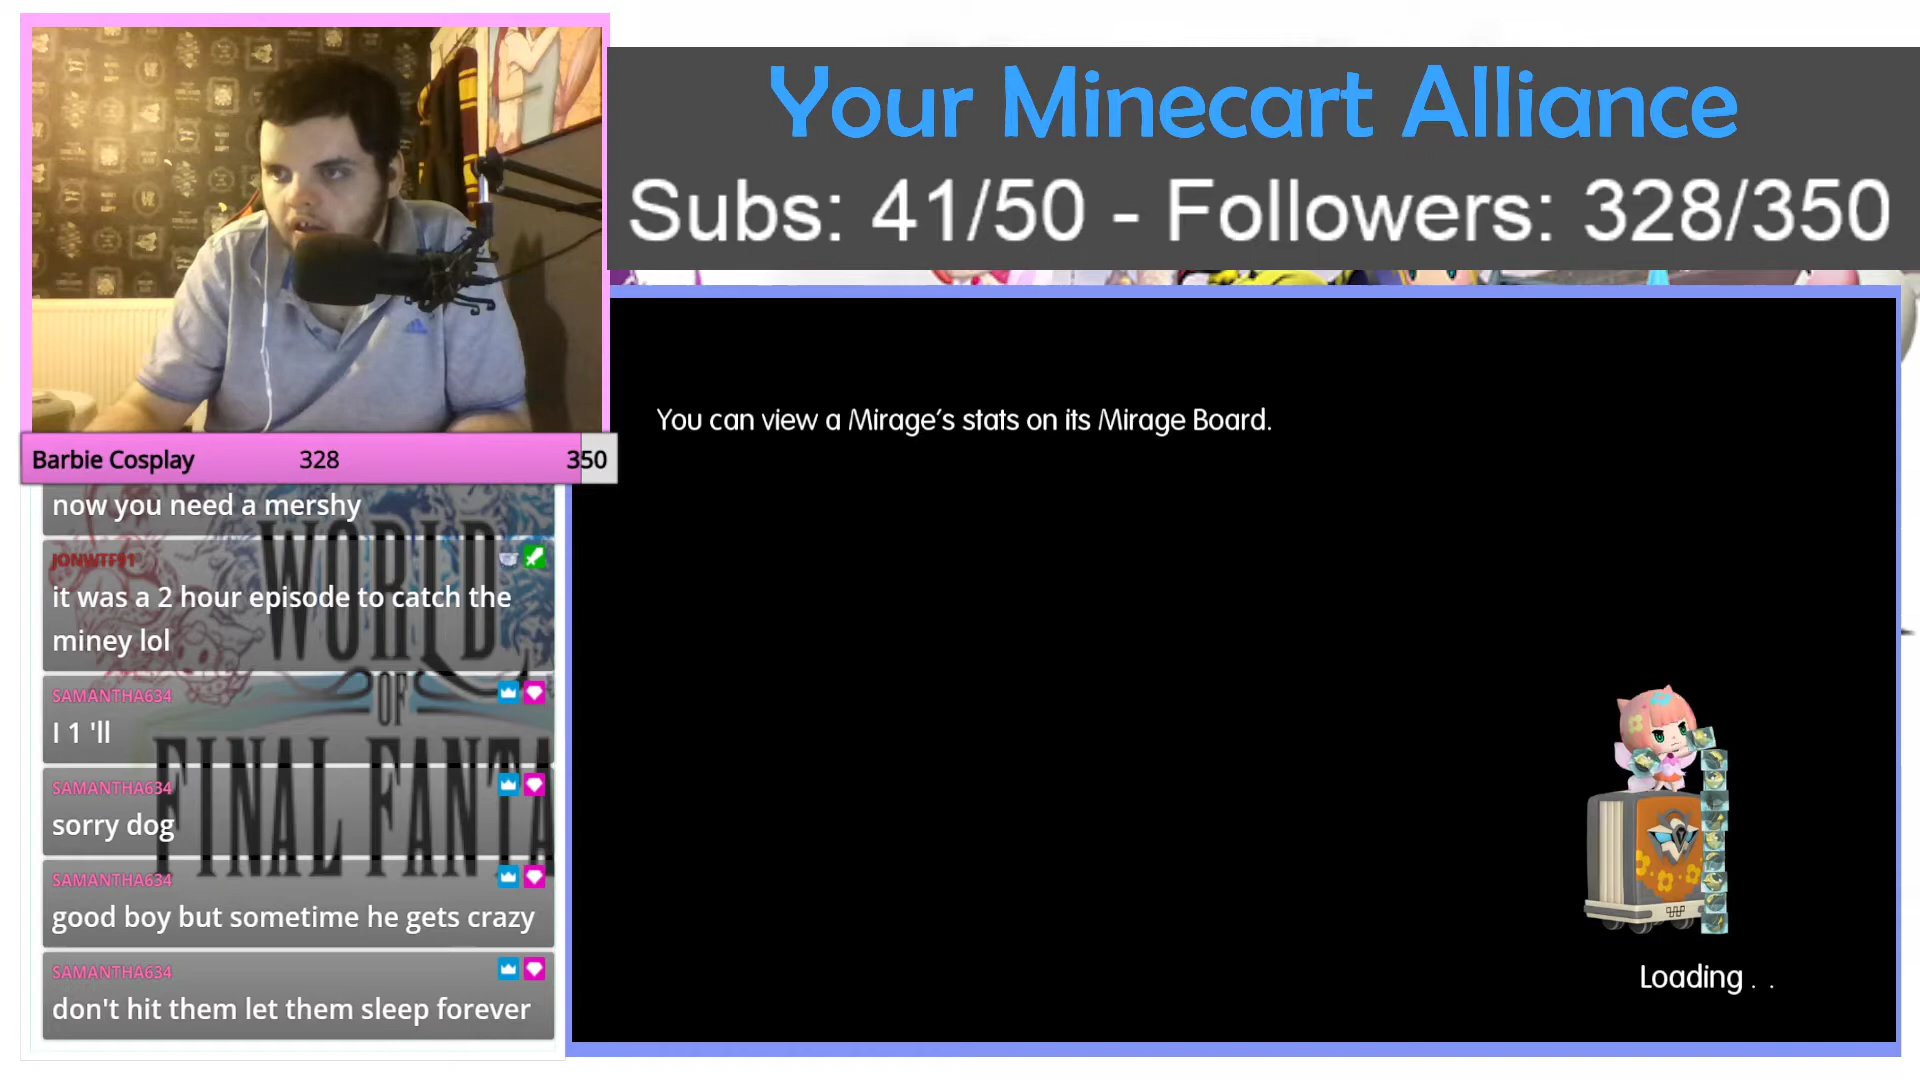 Your Minecart Alliance
Subs: 41/50 - Followers: 328/350
You can view a Mirage's stats on its Mirage Board.
Barbie Cosplay 328 350
now you need a mershy
JONWTF91
it was a 2 hour episode to catch the
miney lol
SAMANTHA634
I 1 'll
SAMANTHA634
sorry dog
SAMANTHA634
good boy but sometime he gets crazy
SAMANTHA634
don't hit them let them sleep forever
WORLD
OF
FINAL FANTA
Loading . .